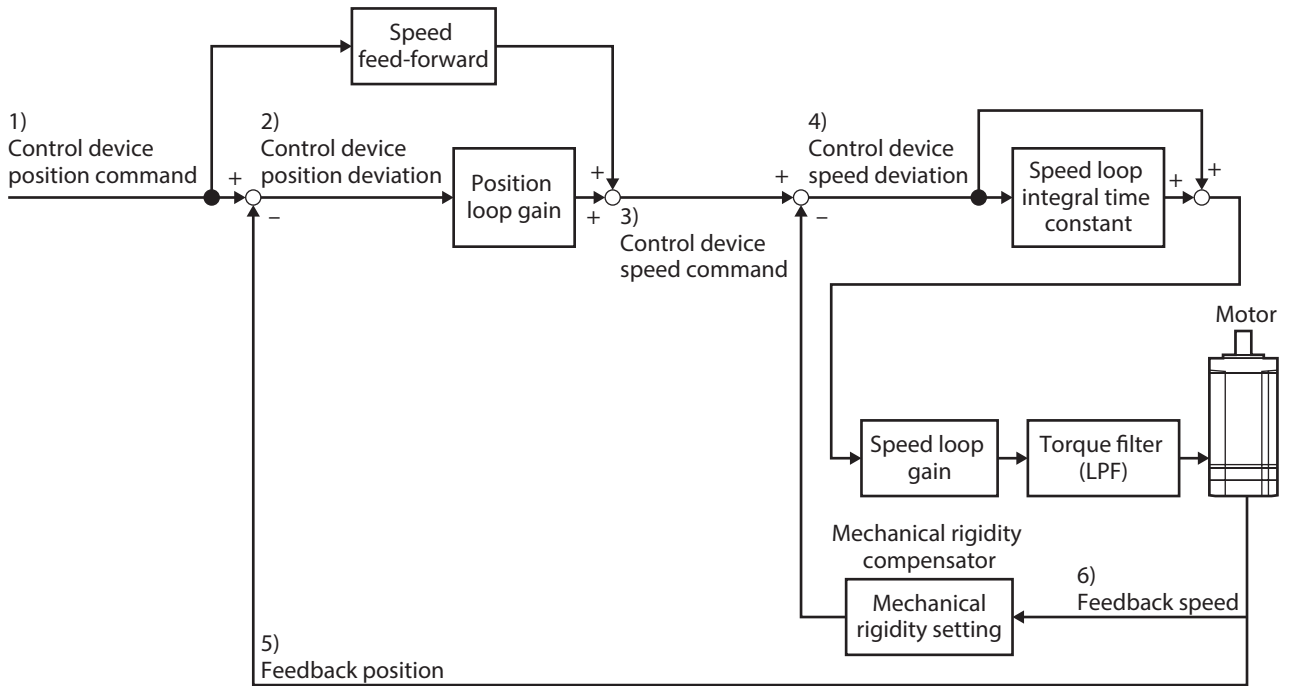 Speed
feed-forward
1)
Control device
position command
+
−
2)
Control device
position deviation
Position
loop gain
+
+
3)
Control device
speed command
+
−
4)
Control device
speed deviation
Speed loop
integral time
constant
+
+
Motor
Speed loop
gain
Torque filter
(LPF)
Mechanical rigidity
compensator
Mechanical
rigidity setting
6)
Feedback speed
5)
Feedback position